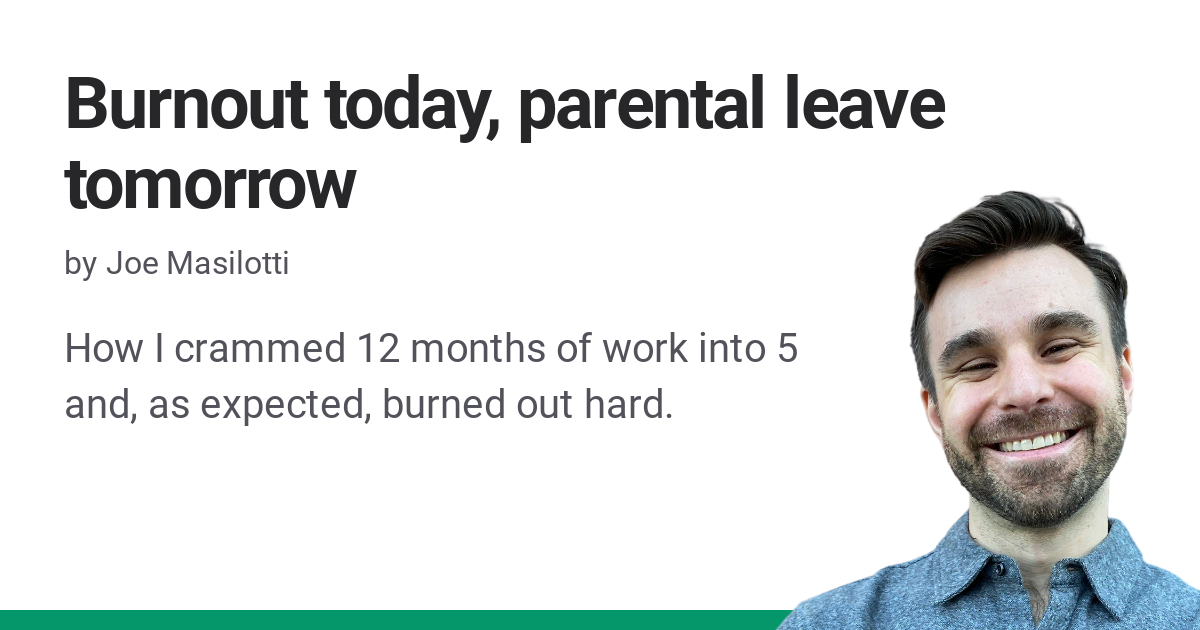 Burnout today, parental leave
tomorrow
by Joe Masilotti
How I crammed 12 months of work into 5
and, as expected, burned out hard.